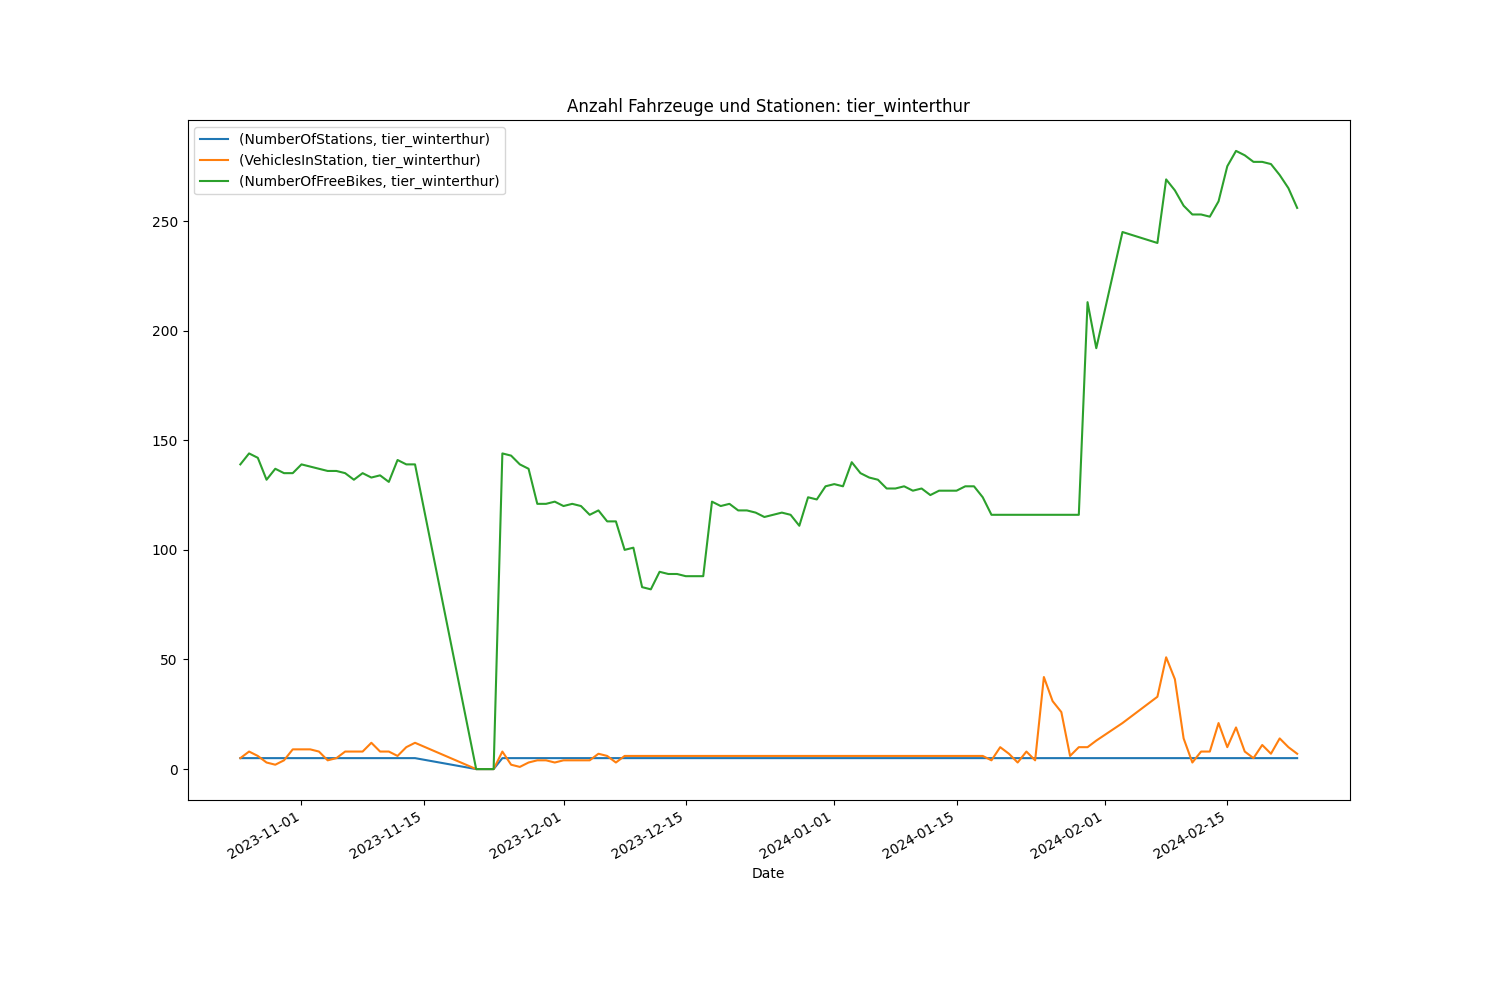 Anzahl Fahrzeuge und Stationen: tier_winterthur
(NumberOfStations, tier_winterthur)
(VehiclesInStation, tier_winterthur)
(NumberOfFreeBikes, tier_winterthur)
250
200
150
100
50
0
2023-11-01
2023-11-15
2023-12-01
2023-12-15
2024-01-01
2024-01-15
2024-02-01
2024-02-15
Date